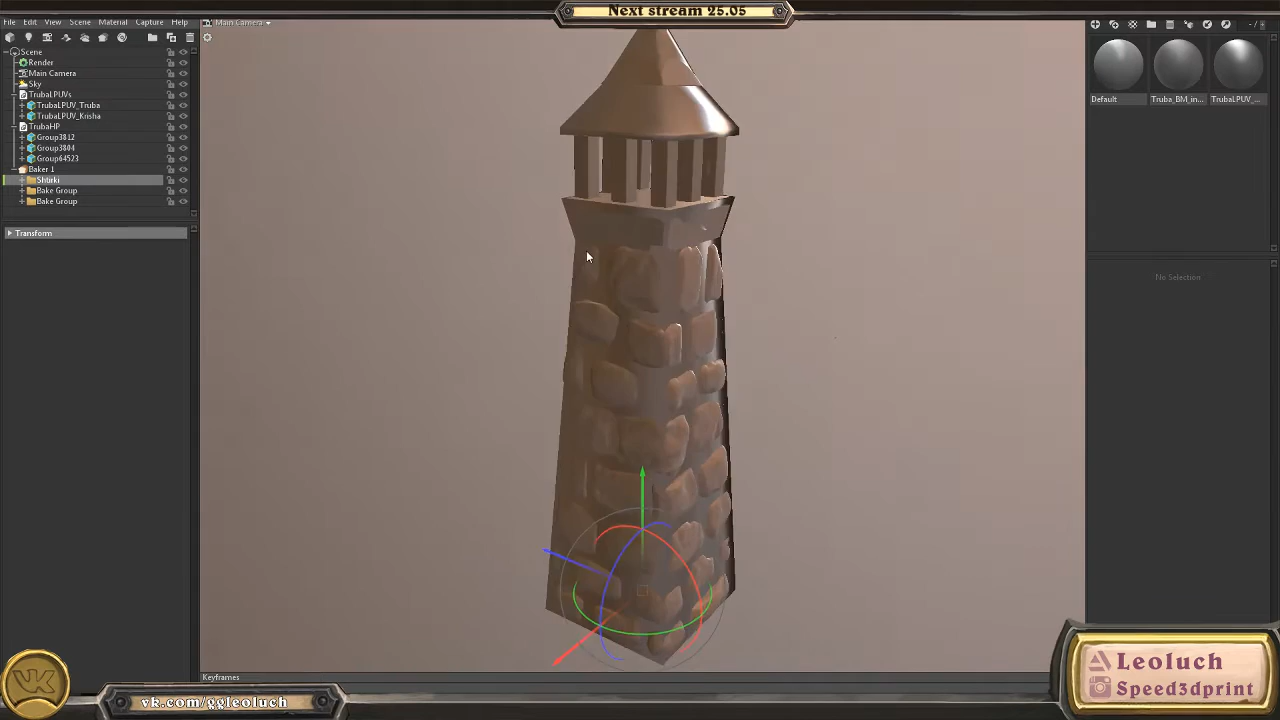 Next stream 25.05
File Edit View Scene Material Capture Help
Main Camera
Scene
Render
Main Camera
Sky
TrubaLPUVs
TrubaLPUV_Truba
TrubaLPUV_Krisha
TrubaHP
Group3812
Group3804
Group64523
Baker 1
Shtirki
Bake Group
Bake Group
Transform
Default
Truba_BM_in...
TrubaLPUV_...
No Selection
Keyframes
VK
vk.com/ggleoluch
Leoluch
Speed3dprint